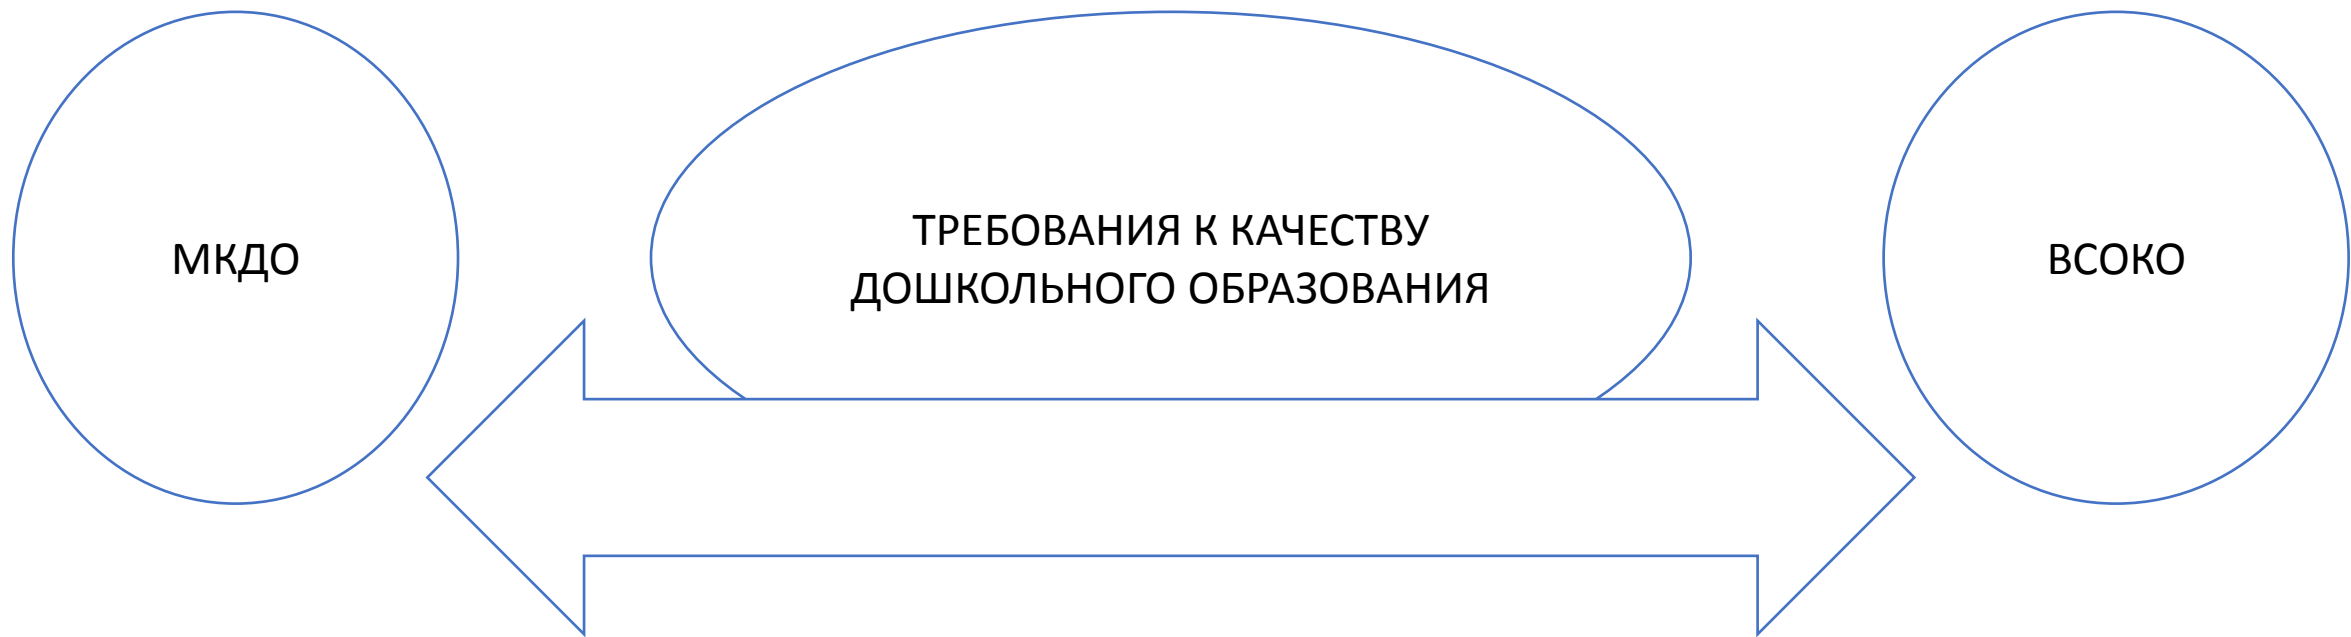 МКДО
ТРЕБОВАНИЯ К КАЧЕСТВУ
ДОШКОЛЬНОГО ОБРАЗОВАНИЯ
ВСОКО